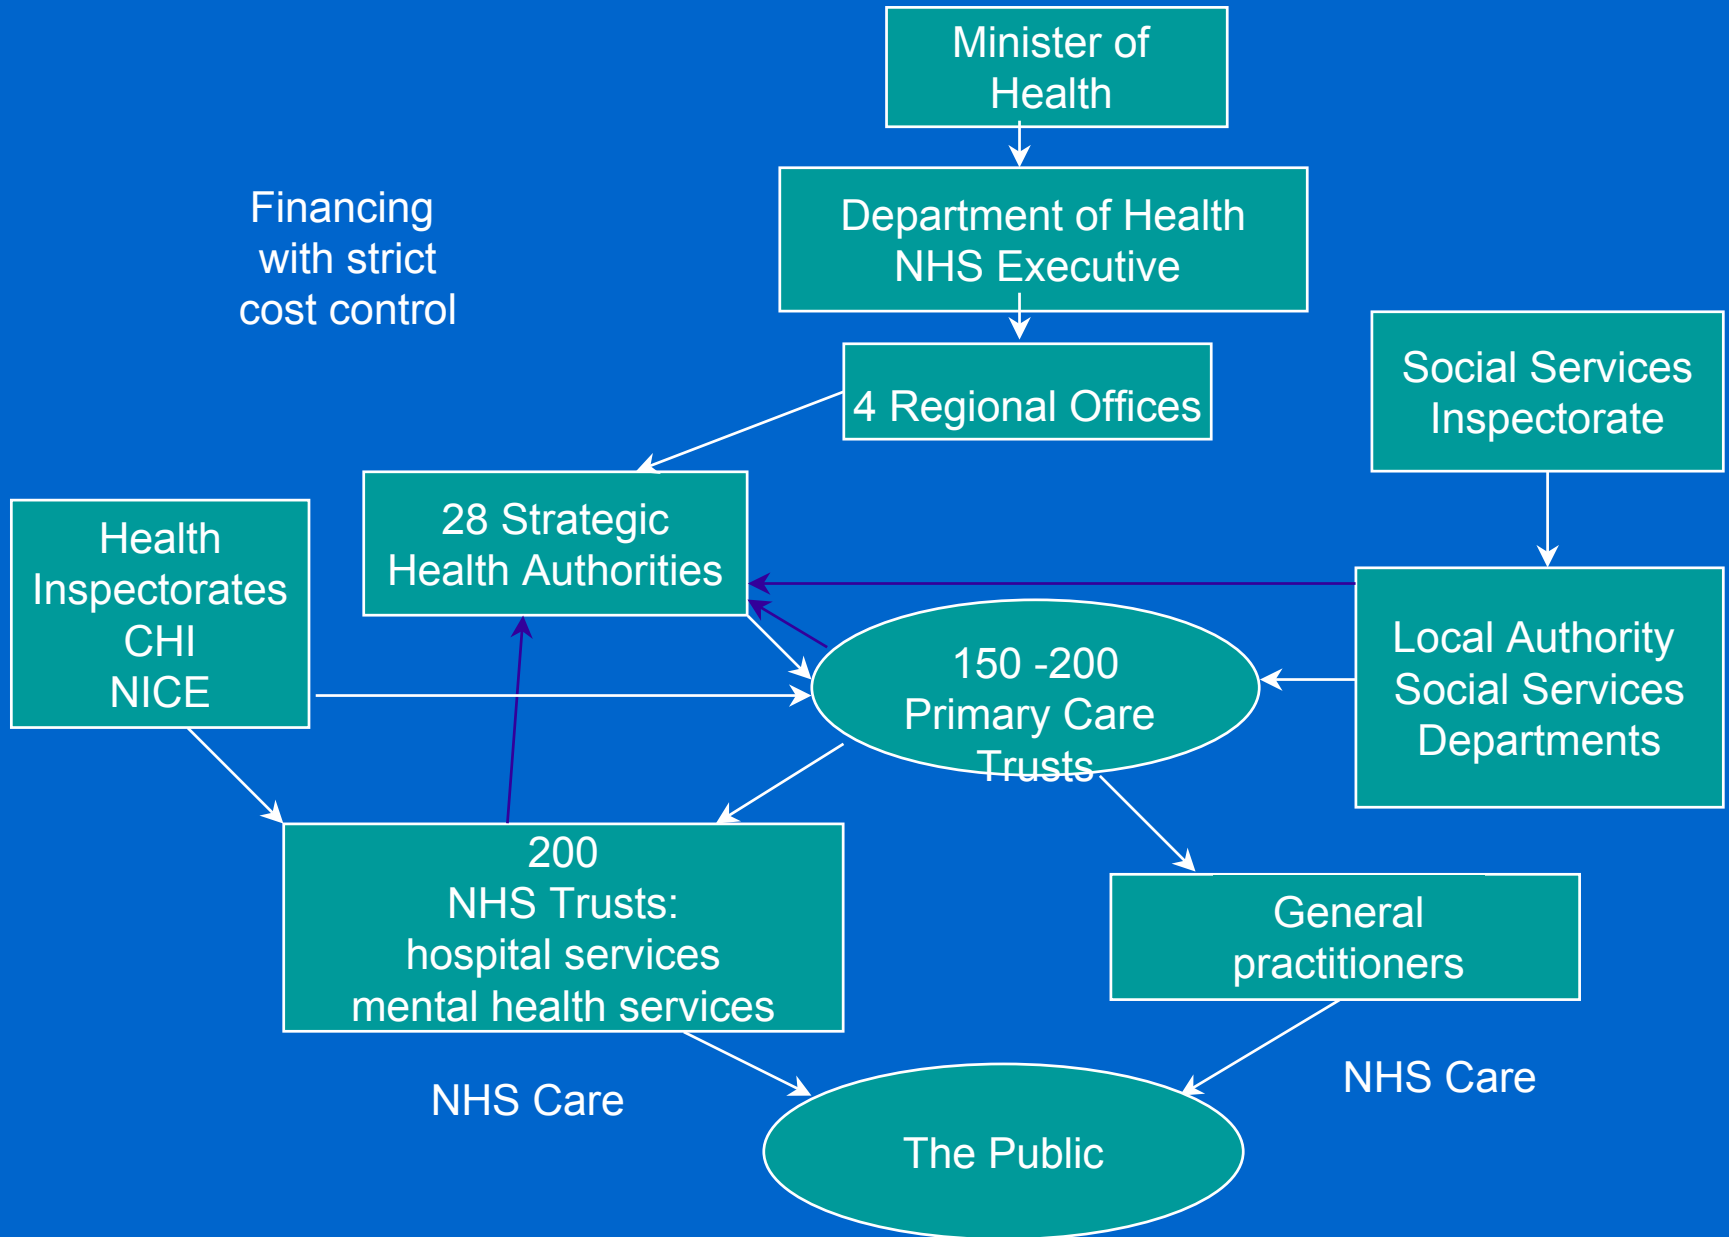 Minister of
Health
Financing
with strict
cost control
Department of Health
NHS Executive
4 Regional Offices
Social Services
Inspectorate
28 Strategic
Health Authorities
Health
Inspectorates
CHI
NICE
150 -200
Primary Care
Trusts
Local Authority
Social Services
Departments
200
NHS Trusts:
hospital services
mental health services
General
practitioners
NHS Care
NHS Care
The Public